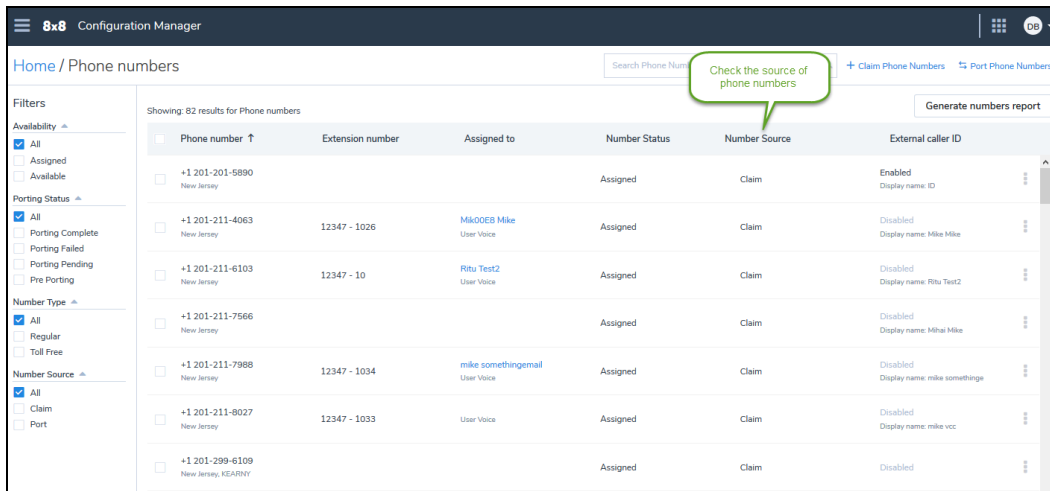 8x8 Configuration Manager
DB
Home / Phone numbers
Search Phone Num
Check the source of
phone numbers
+ Claim Phone Numbers
Port Phone Numbers
Filters
Showing: 82 results for Phone numbers
Generate numbers report
Availability
All
Assigned
Available
Porting Status
All
Porting Complete
Porting Failed
Porting Pending
Pre Porting
Number Type
All
Regular
Toll Free
Number Source
All
Claim
Port
Phone number ↑ Extension number Assigned to Number Status Number Source External caller ID
+1 201-201-5890 Assigned Claim Enabled
New Jersey Display name: ID
+1 201-211-4063 12347 - 1026 Mik00E8 Mike Assigned Claim Disabled
New Jersey User Voice Display name: Mike Mike
+1 201-211-6103 12347 - 10 Ritu Test2 Assigned Claim Disabled
New Jersey User Voice Display name: Ritu Test2
+1 201-211-7566 Assigned Claim Disabled
New Jersey Display name: Mihai Mike
+1 201-211-7988 12347 - 1034 mike somethingemail Assigned Claim Disabled
New Jersey User Voice Display name: mike somethinge
+1 201-211-8027 12347 - 1033 User Voice Assigned Claim Disabled
New Jersey Display name: mike vcc
+1 201-299-6109 Assigned Claim Disabled
New Jersey, KEARNY